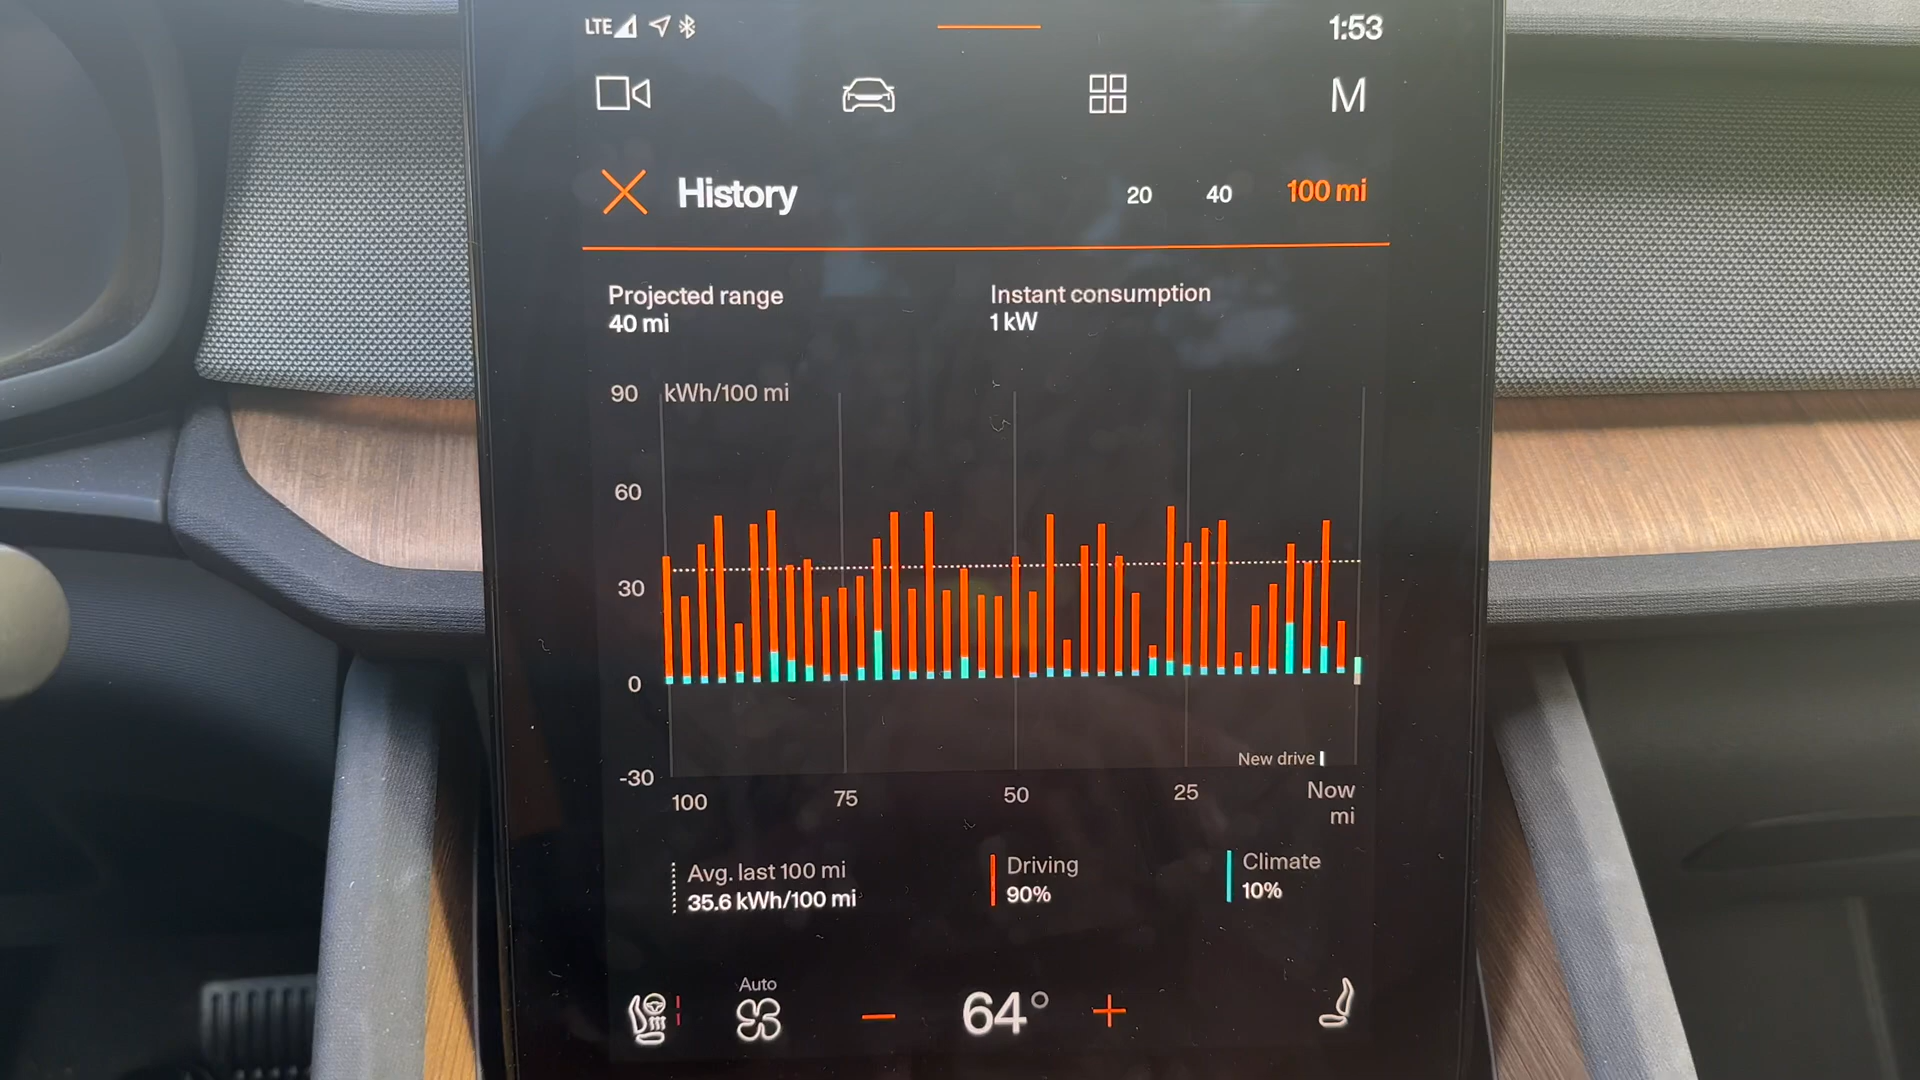 LTE 1:53
M
History 20 40 100 mi
Projected range
40 mi
Instant consumption
1 kW
90 kWh/100 mi
60
30
0
-30
New drive
100 75 50 25 Now
mi
Avg. last 100 mi
35.6 kWh/100 mi
Driving
90%
Climate
10%
Auto
64°